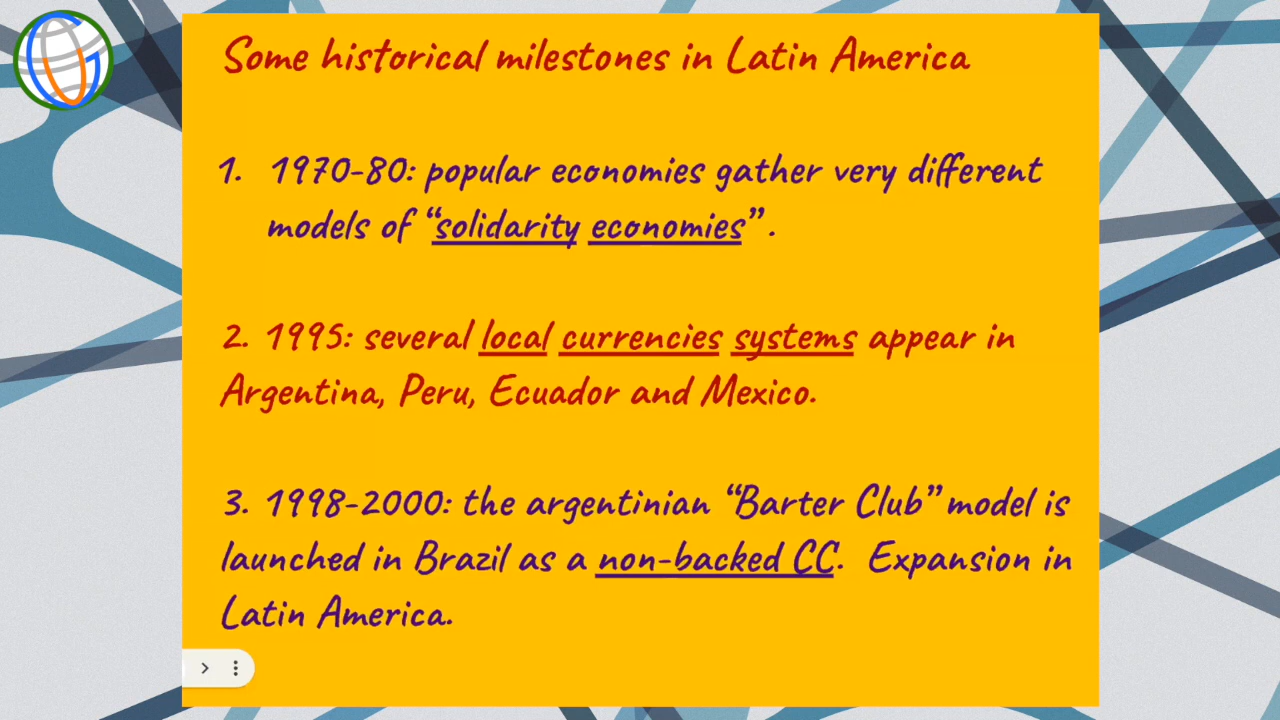 Some historical milestones in Latin America
1. 1970-80: popular economies gather very different
models of “solidarity economies” .
2. 1995: several local currencies systems appear in
Argentina, Peru, Ecuador and Mexico.
3. 1998-2000: the argentinian “Barter Club” model is
launched in Brazil as a non-backed CC. Expansion in
Latin America.